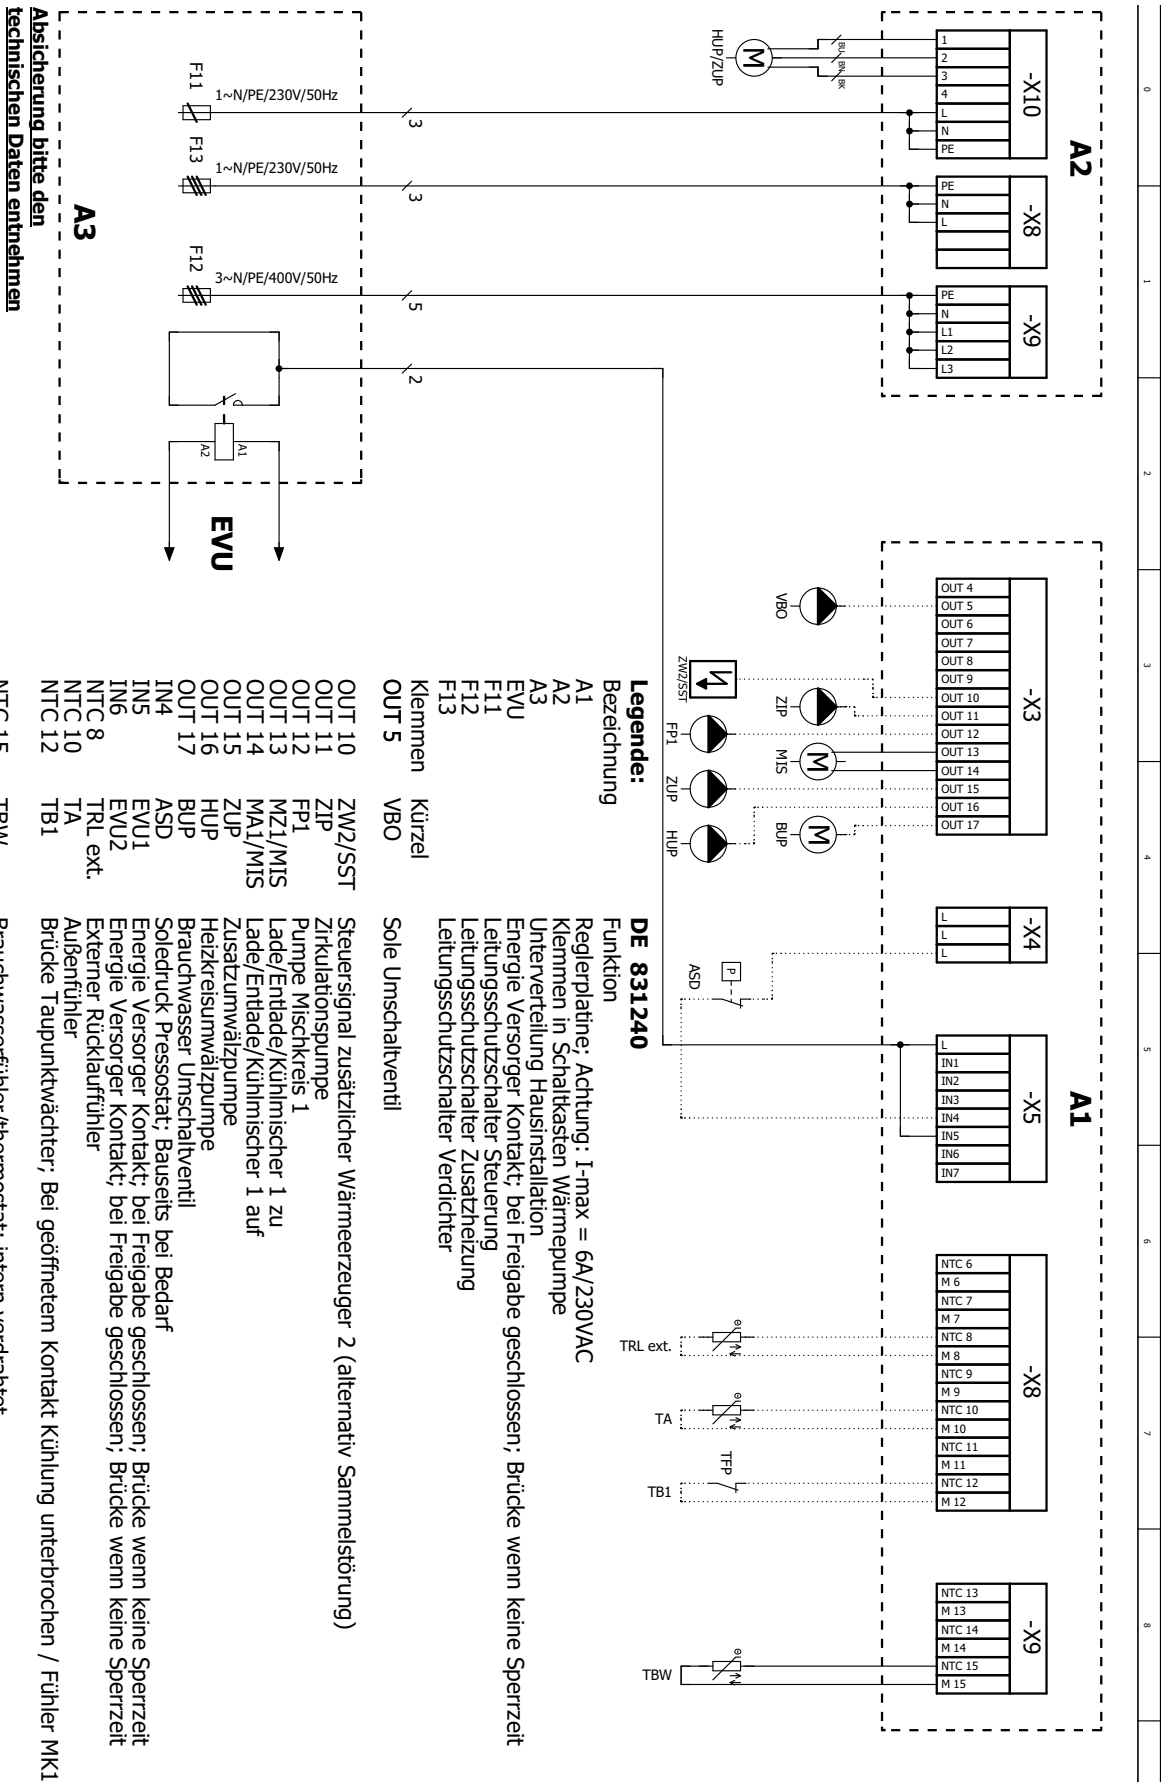 0
1
2
3
4
5
6
7
8
A2
-X10
1
2
3
4
L
N
PE
-X8
PE
N
L
-X9
PE
N
L1
L2
L3
BU
BN
BK
M
HUP/ZUP
3
3
5
2
1~N/PE/230V/50Hz
F11
1~N/PE/230V/50Hz
F13
3~N/PE/400V/50Hz
F12
A1
A2
A3
EVU
Absicherung bitte den
technischen Daten entnehmen
A1
-X3
OUT 4
OUT 5
OUT 6
OUT 7
OUT 8
OUT 9
OUT 10
OUT 11
OUT 12
OUT 13
OUT 14
OUT 15
OUT 16
OUT 17
-X4
L
L
L
-X5
L
IN1
IN2
IN3
IN4
IN5
IN6
IN7
-X8
NTC 6
M 6
NTC 7
M 7
NTC 8
M 8
NTC 9
M 9
NTC 10
M 10
NTC 11
M 11
NTC 12
M 12
-X9
NTC 13
M 13
NTC 14
M 14
NTC 15
M 15
VBO
ZW2/SST
ZIP
FP1
M
MIS
ZUP
HUP
M
BUP
P
ASD
TRL ext.
TA
TFP
TB1
TBW
Legende: DE 831240
Bezeichnung Funktion
A1 Reglerplatine; Achtung: I-max = 6A/230VAC
A2 Klemmen in Schaltkasten Wärmepumpe
A3 Unterverteilung Hausinstallation
EVU Energie Versorger Kontakt; bei Freigabe geschlossen; Brücke wenn keine Sperrzeit
F11 Leitungsschutzschalter Steuerung
F12 Leitungsschutzschalter Zusatzheizung
F13 Leitungsschutzschalter Verdichter
Klemmen Kürzel
OUT 5 VBO Sole Umschaltventil
OUT 10 ZW2/SST Steuersignal zusätzlicher Wärmeerzeuger 2 (alternativ Sammelstörung)
OUT 11 ZIP Zirkulationspumpe
OUT 12 FP1 Pumpe Mischkreis 1
OUT 13 MZ1/MIS Lade/Entlade/Kühlmischer 1 zu
OUT 14 MA1/MIS Lade/Entlade/Kühlmischer 1 auf
OUT 15 ZUP Zusatzumwälzpumpe
OUT 16 HUP Heizkreisumwälzpumpe
OUT 17 BUP Brauchwasser Umschaltventil
IN4 ASD Soledruck Pressostat; Bauseits bei Bedarf
IN5 EVU1 Energie Versorger Kontakt; bei Freigabe geschlossen; Brücke wenn keine Sperrzeit
IN6 EVU2 Energie Versorger Kontakt; bei Freigabe geschlossen; Brücke wenn keine Sperrzeit
NTC 8 TRL ext. Externer Rücklauffühler
NTC 10 TA Außenfühler
NTC 12 TB1 Brücke Taupunktwächter; Bei geöffnetem Kontakt Kühlung unterbrochen / Fühler MK1
NTC 15 TBW Brauchwasserfühler/thermostat; intern verdrahtet